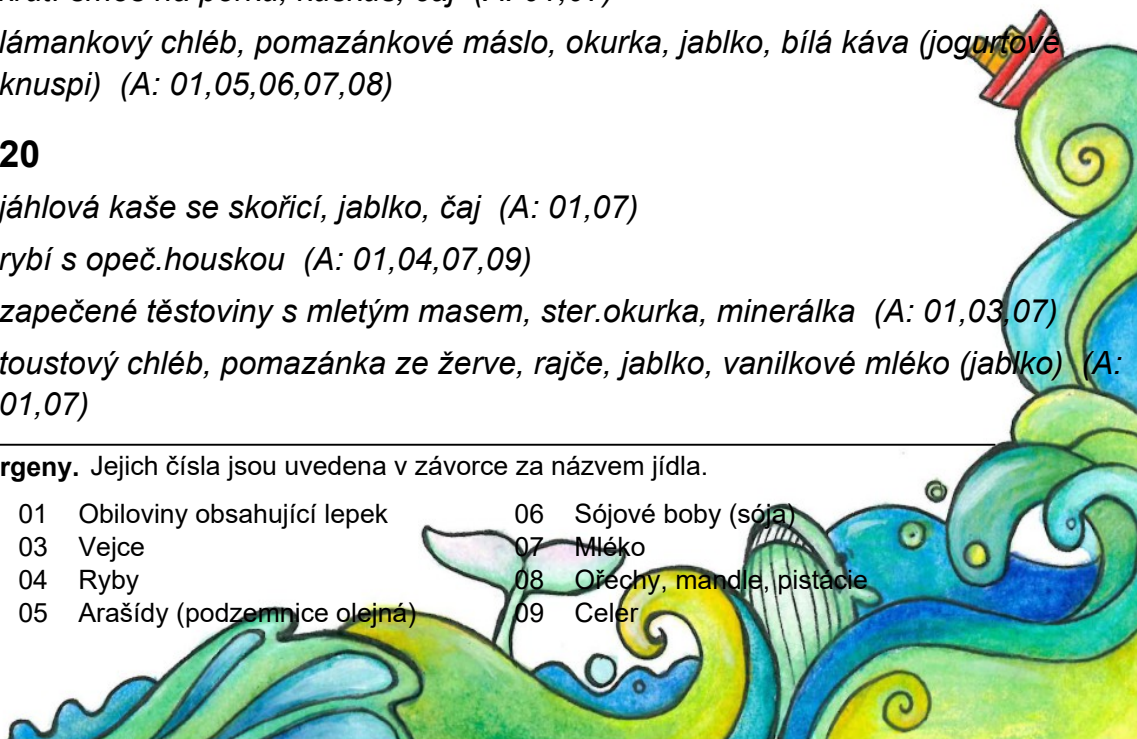 lámankový chléb, pomazánkové máslo, okurka, jablko, bílá káva (jogurtové
knuspi) (A: 01,05,06,07,08)
20
jáhlová kaše se skořicí, jablko, čaj (A: 01,07)
rybí s opeč.houskou (A: 01,04,07,09)
zapečené těstoviny s mletým masem, ster.okurka, minerálka (A: 01,03,07)
toustový chléb, pomazánka ze žerve, rajče, jablko, vanilkové mléko (jablko) (A:
01,07)
rgeny. Jejich čísla jsou uvedena v závorce za názvem jídla.
01 Obiloviny obsahující lepek 06 Sójové boby (sója)
03 Vejce 07 Mléko
04 Ryby 08 Ořechy, mandle, pistácie
05 Arašídy (podzemnice olejná) 09 Celer